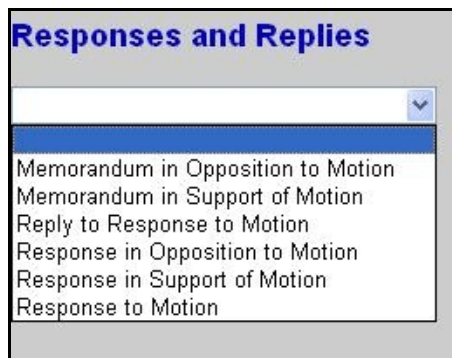 Responses and Replies
Memorandum in Opposition to Motion
Memorandum in Support of Motion
Reply to Response to Motion
Response in Opposition to Motion
Response in Support of Motion
Response to Motion